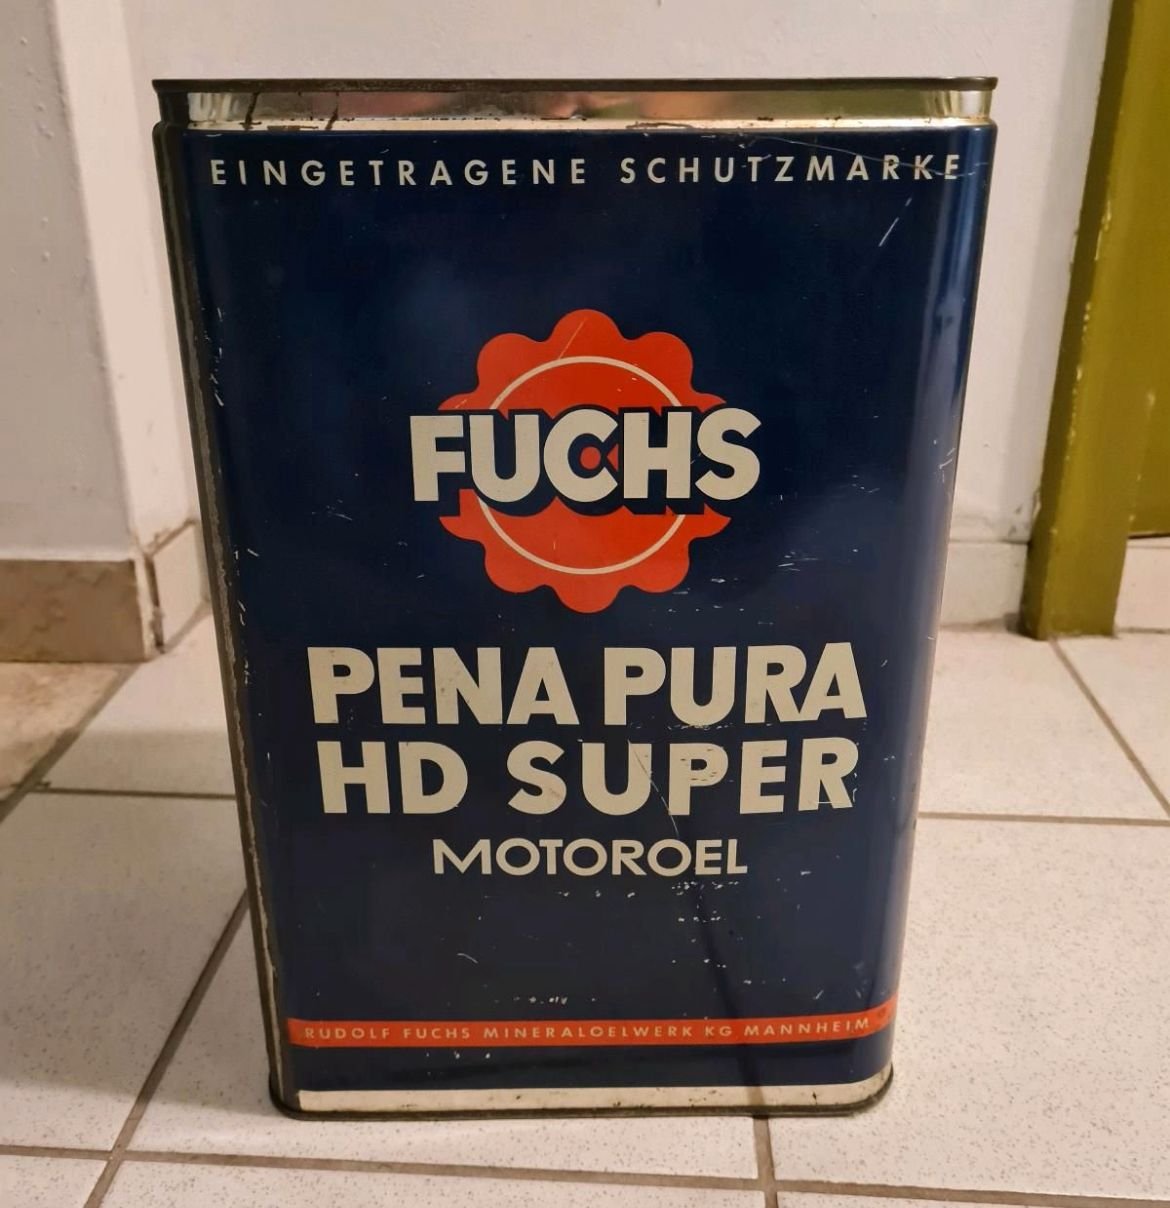 EINGETRAGENE SCHUTZMARKE
FUCHS
PENA PURA
HD SUPER
MOTOROEL
RUDOLF FUCHS MINERALOELWERK KG MANNHEIM